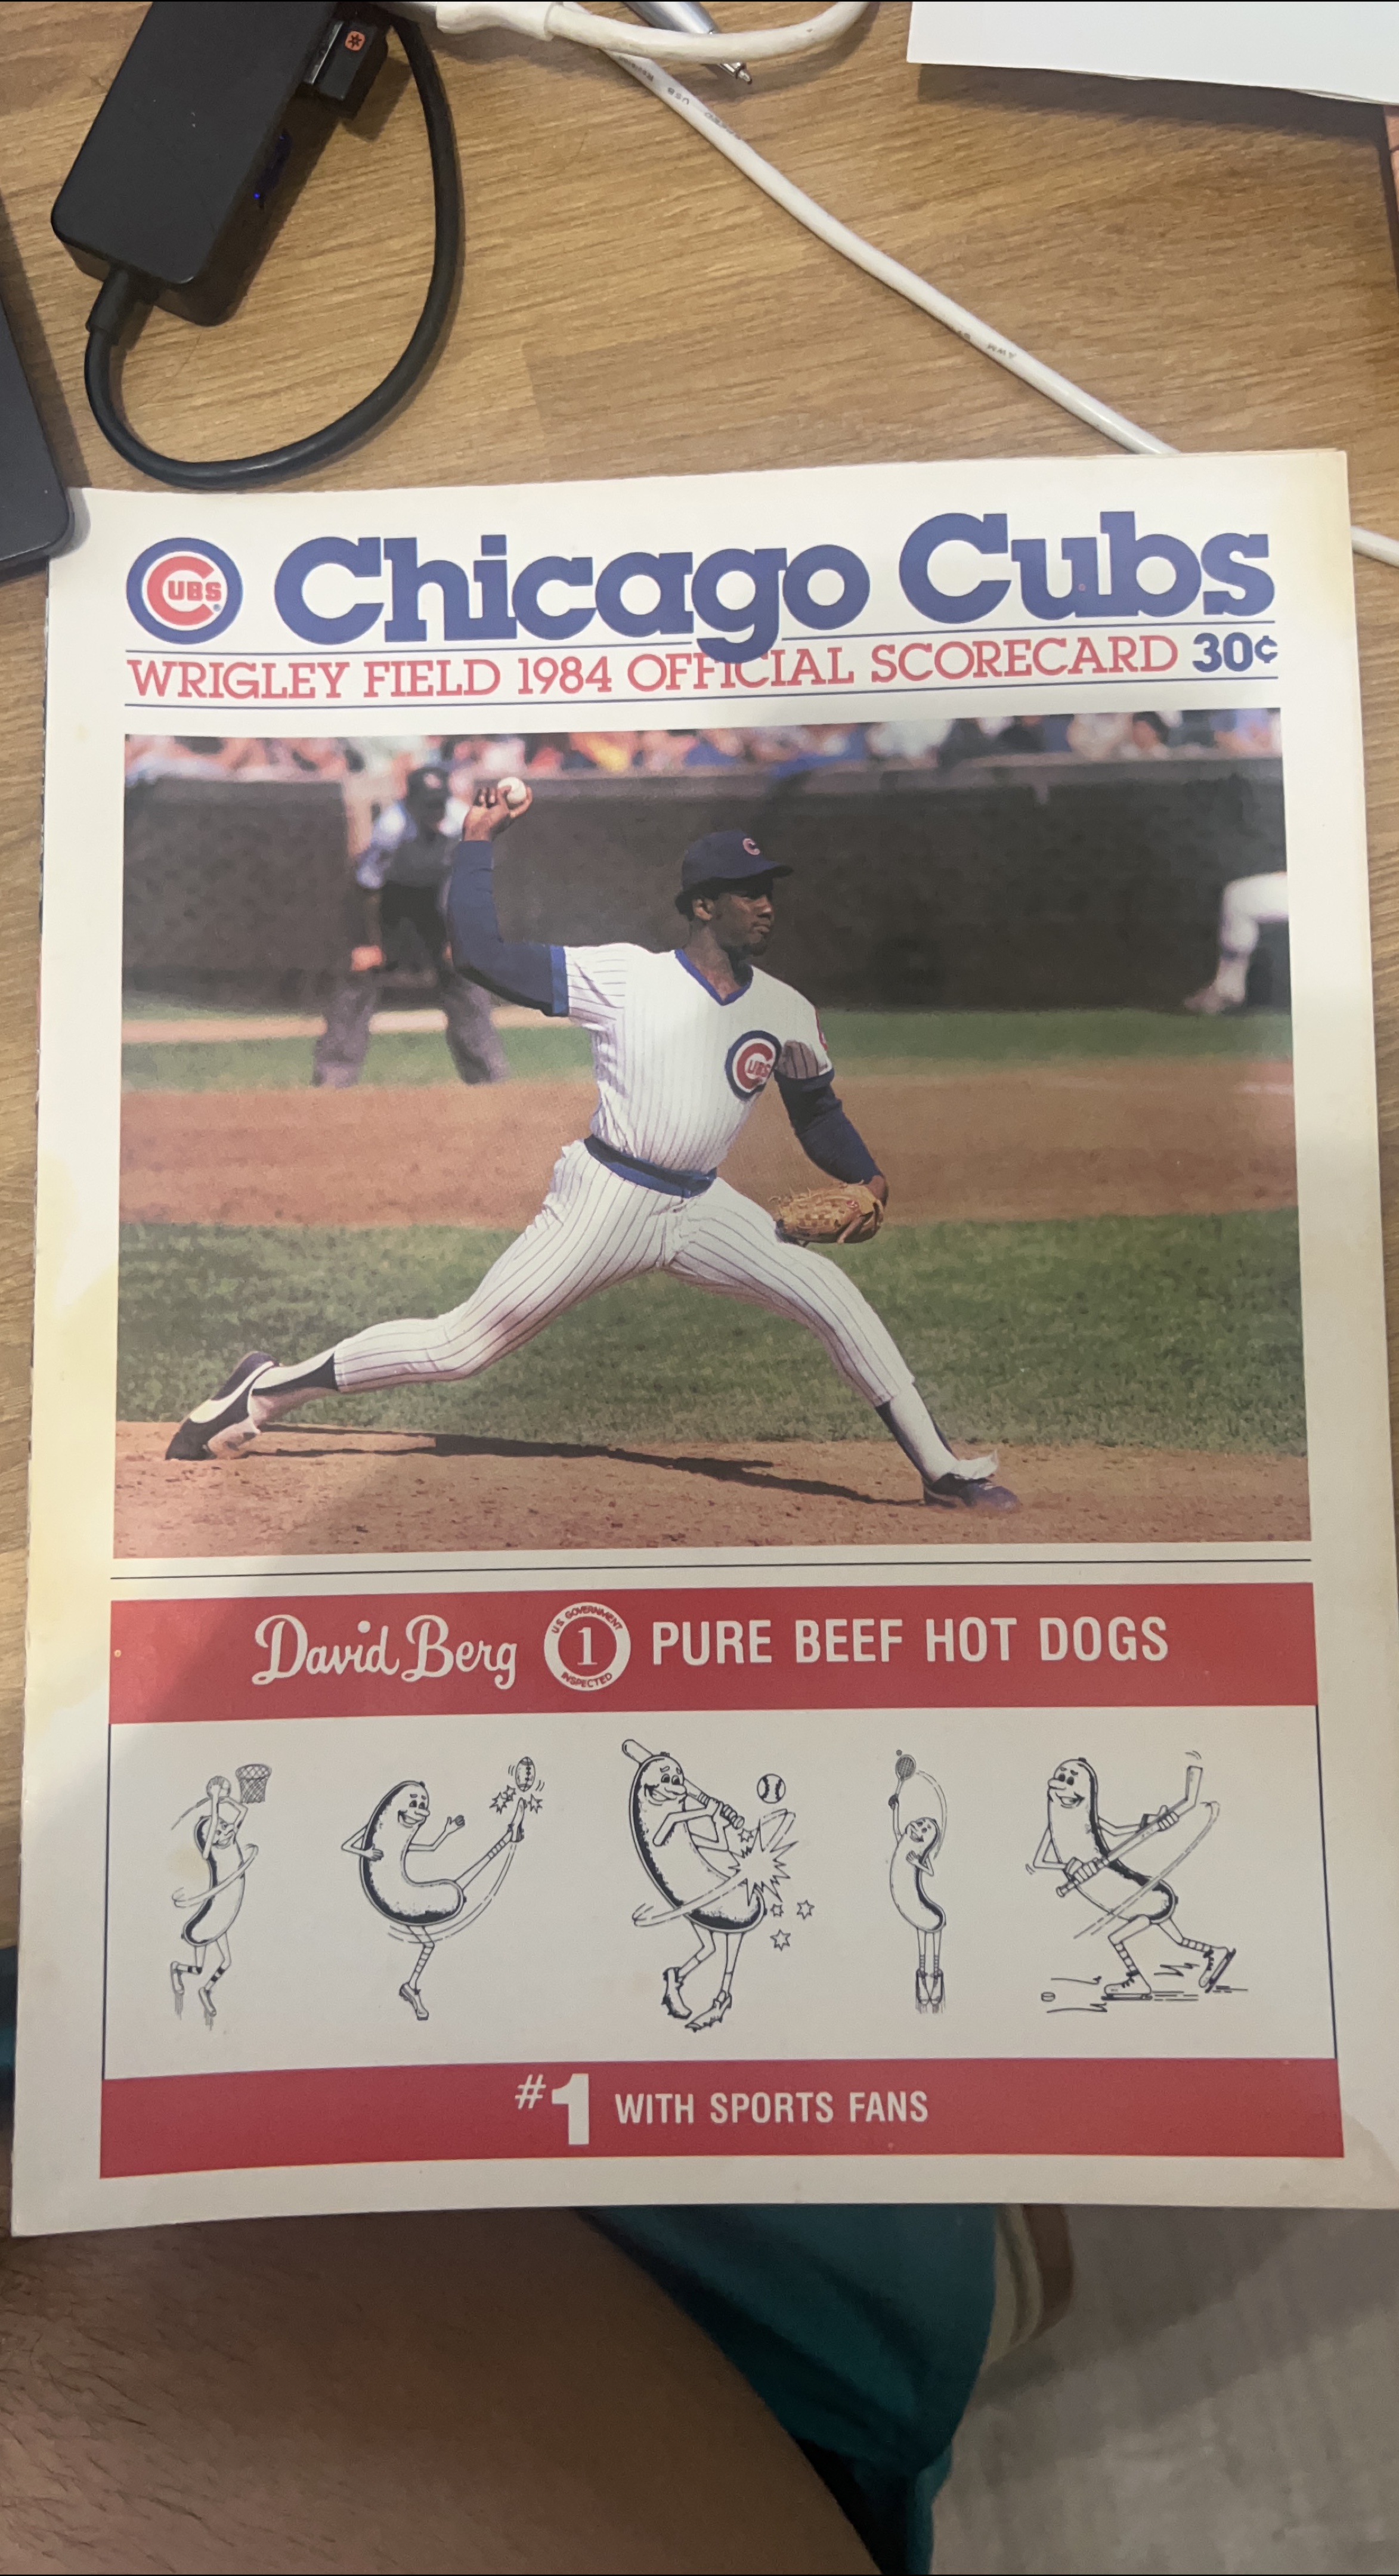 UBS
Chicago Cubs
WRIGLEY FIELD 1984 OFFICIAL SCORECARD 30¢
C
CUBS
David Berg
U.S. GOVERNMENT
1
INSPECTED
PURE BEEF HOT DOGS
#1 WITH SPORTS FANS